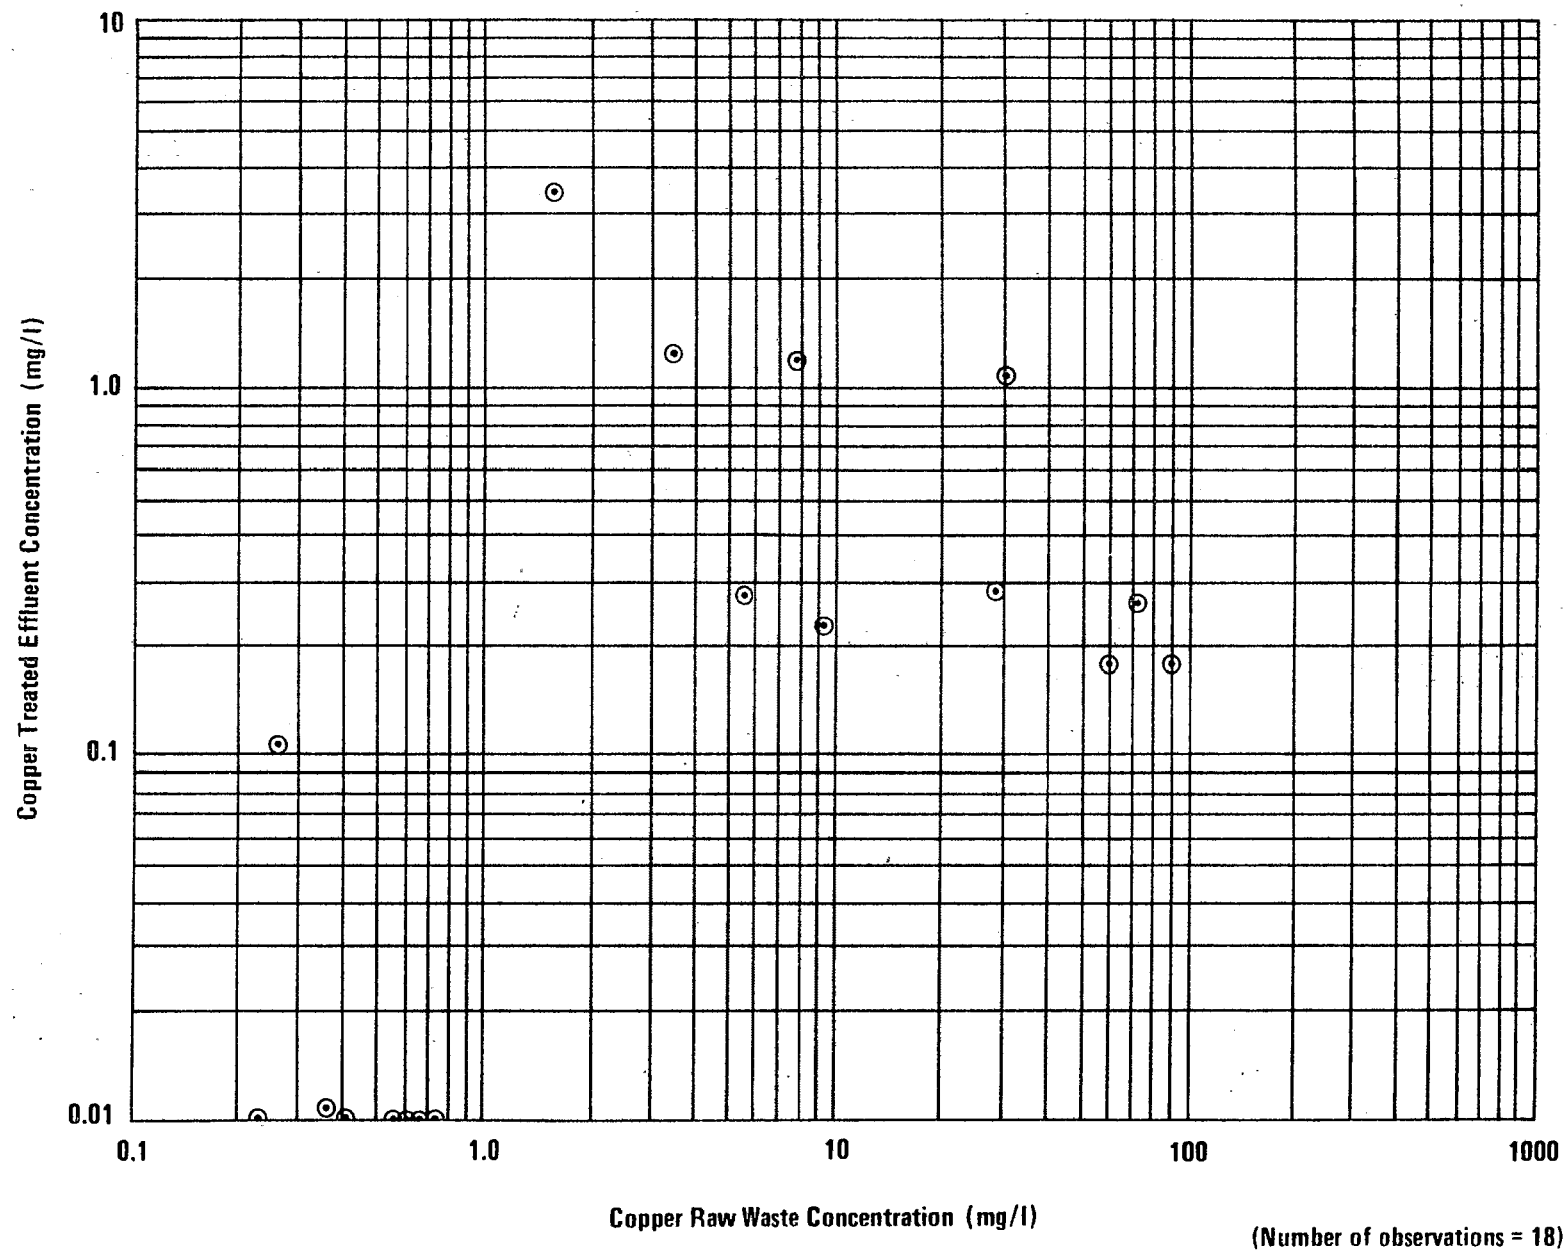 10
1.0
0.1
0.01
Copper Treated Effluent Concentration (mg/l)
0.1 1.0 10 100 1000
Copper Raw Waste Concentration (mg/l)
(Number of observations = 18)